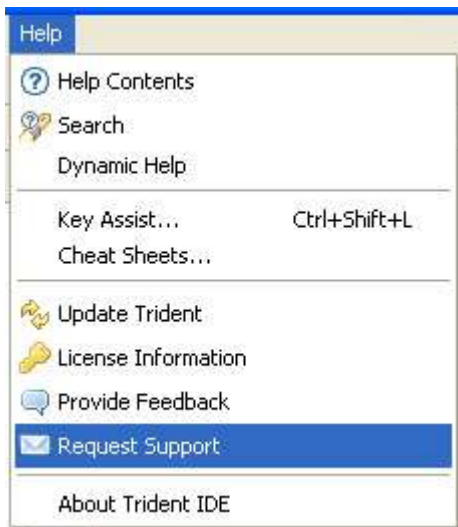 Help
Help Contents
Search
Dynamic Help
Key Assist... Ctrl+Shift+L
Cheat Sheets...
Update Trident
License Information
Provide Feedback
Request Support
About Trident IDE